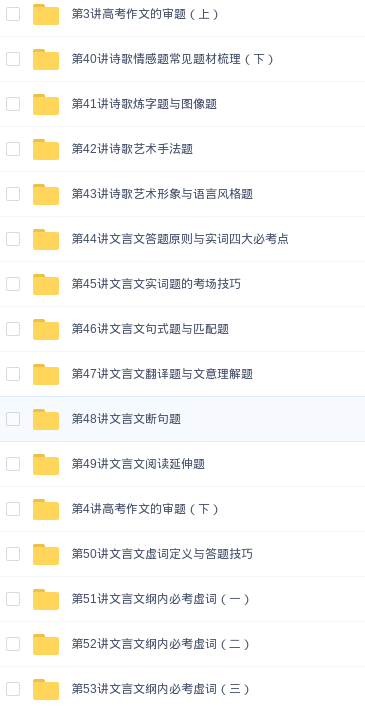 第3讲高考作文的审题（上）
第40讲诗歌情感题常见题材梳理（下）
第41讲诗歌炼字题与图像题
第42讲诗歌艺术手法题
第43讲诗歌艺术形象与语言风格题
第44讲文言文答题原则与实词四大必考点
第45讲文言文实词题的考场技巧
第46讲文言文句式题与匹配题
第47讲文言文翻译题与文意理解题
第48讲文言文断句题
第49讲文言文阅读延伸题
第4讲高考作文的审题（下）
第50讲文言文虚词定义与答题技巧
第51讲文言文纲内必考虚词（一）
第52讲文言文纲内必考虚词（二）
第53讲文言文纲内必考虚词（三）